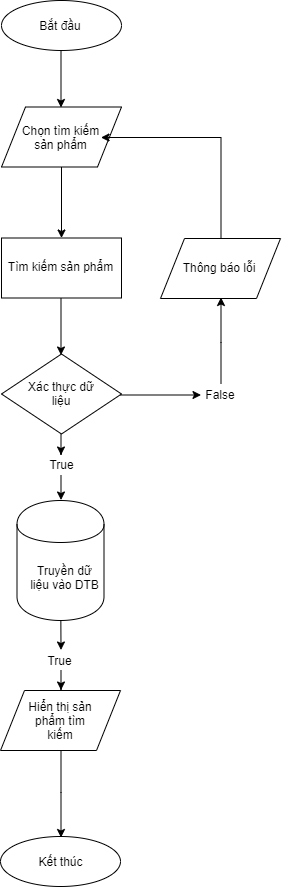 Bắt đầu
Chọn tìm kiếm
sản phẩm
Tìm kiếm sản phẩm
Thông báo lỗi
Xác thực dữ
liệu
False
True
Truyền dữ
liệu vào DTB
True
Hiển thị sản
phẩm tìm
kiếm
Kết thúc